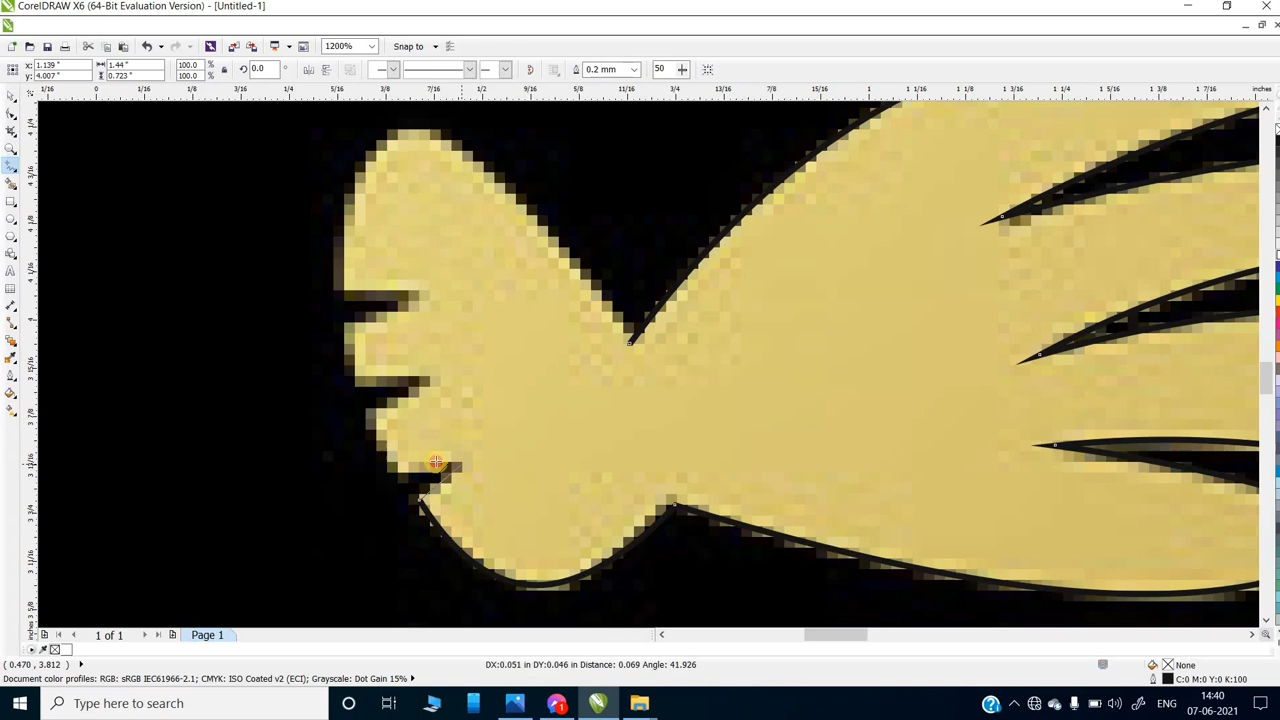 CorelDRAW X6 (64-Bit Evaluation Version) - [Untitled-1]
1200%
Snap to
x: 1.139 "
y: 4.007 "
1.44 "
0.723 "
100.0 %
100.0 %
0.0 °
0.2 mm
50
1/16 0 1/16 1/8 3/16 1/4 5/16 3/8 7/16 1/2 9/16 5/8 11/16 3/4 13/16 7/8 15/16 1 1 1/16 1 1/8 1 3/16 1 1/4 1 5/16 1 3/8 1 7/16 inches
1 of 1
Page 1
( 0.470 , 3.812 )
DX:0.051 in DY:0.046 in Distance: 0.069 Angle: 41.926
None
Document color profiles: RGB: sRGB IEC61966-2.1; CMYK: ISO Coated v2 (ECI); Grayscale: Dot Gain 15%
C:0 M:0 Y:0 K:100
Type here to search
1
ENG
14:40
07-06-2021